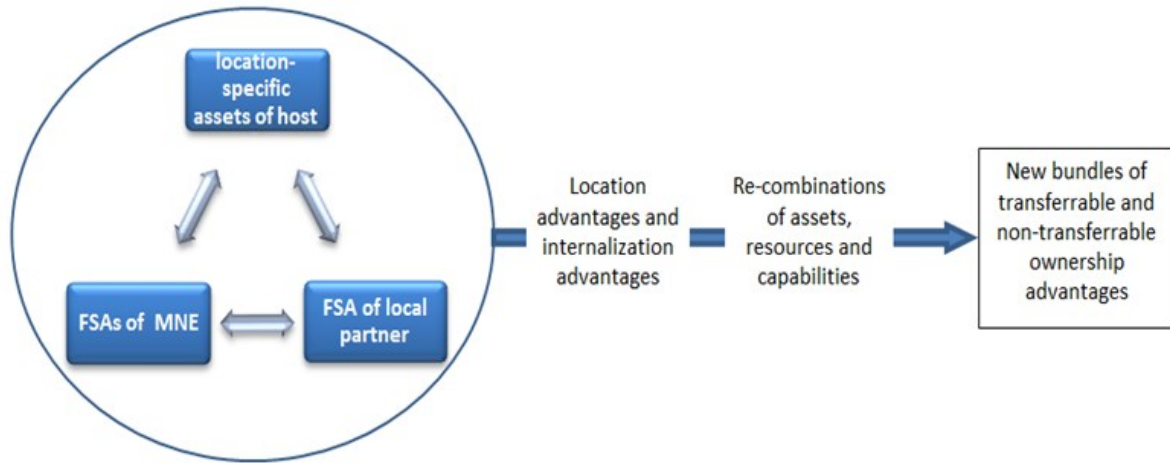 location-
specific
assets of host
FSAs of  MNE
FSA of local
partner
Location
advantages and
internalization
advantages
Re-combinations
of assets,
resources and
capabilities
New bundles of
transferrable and
non-transferrable
ownership
advantages